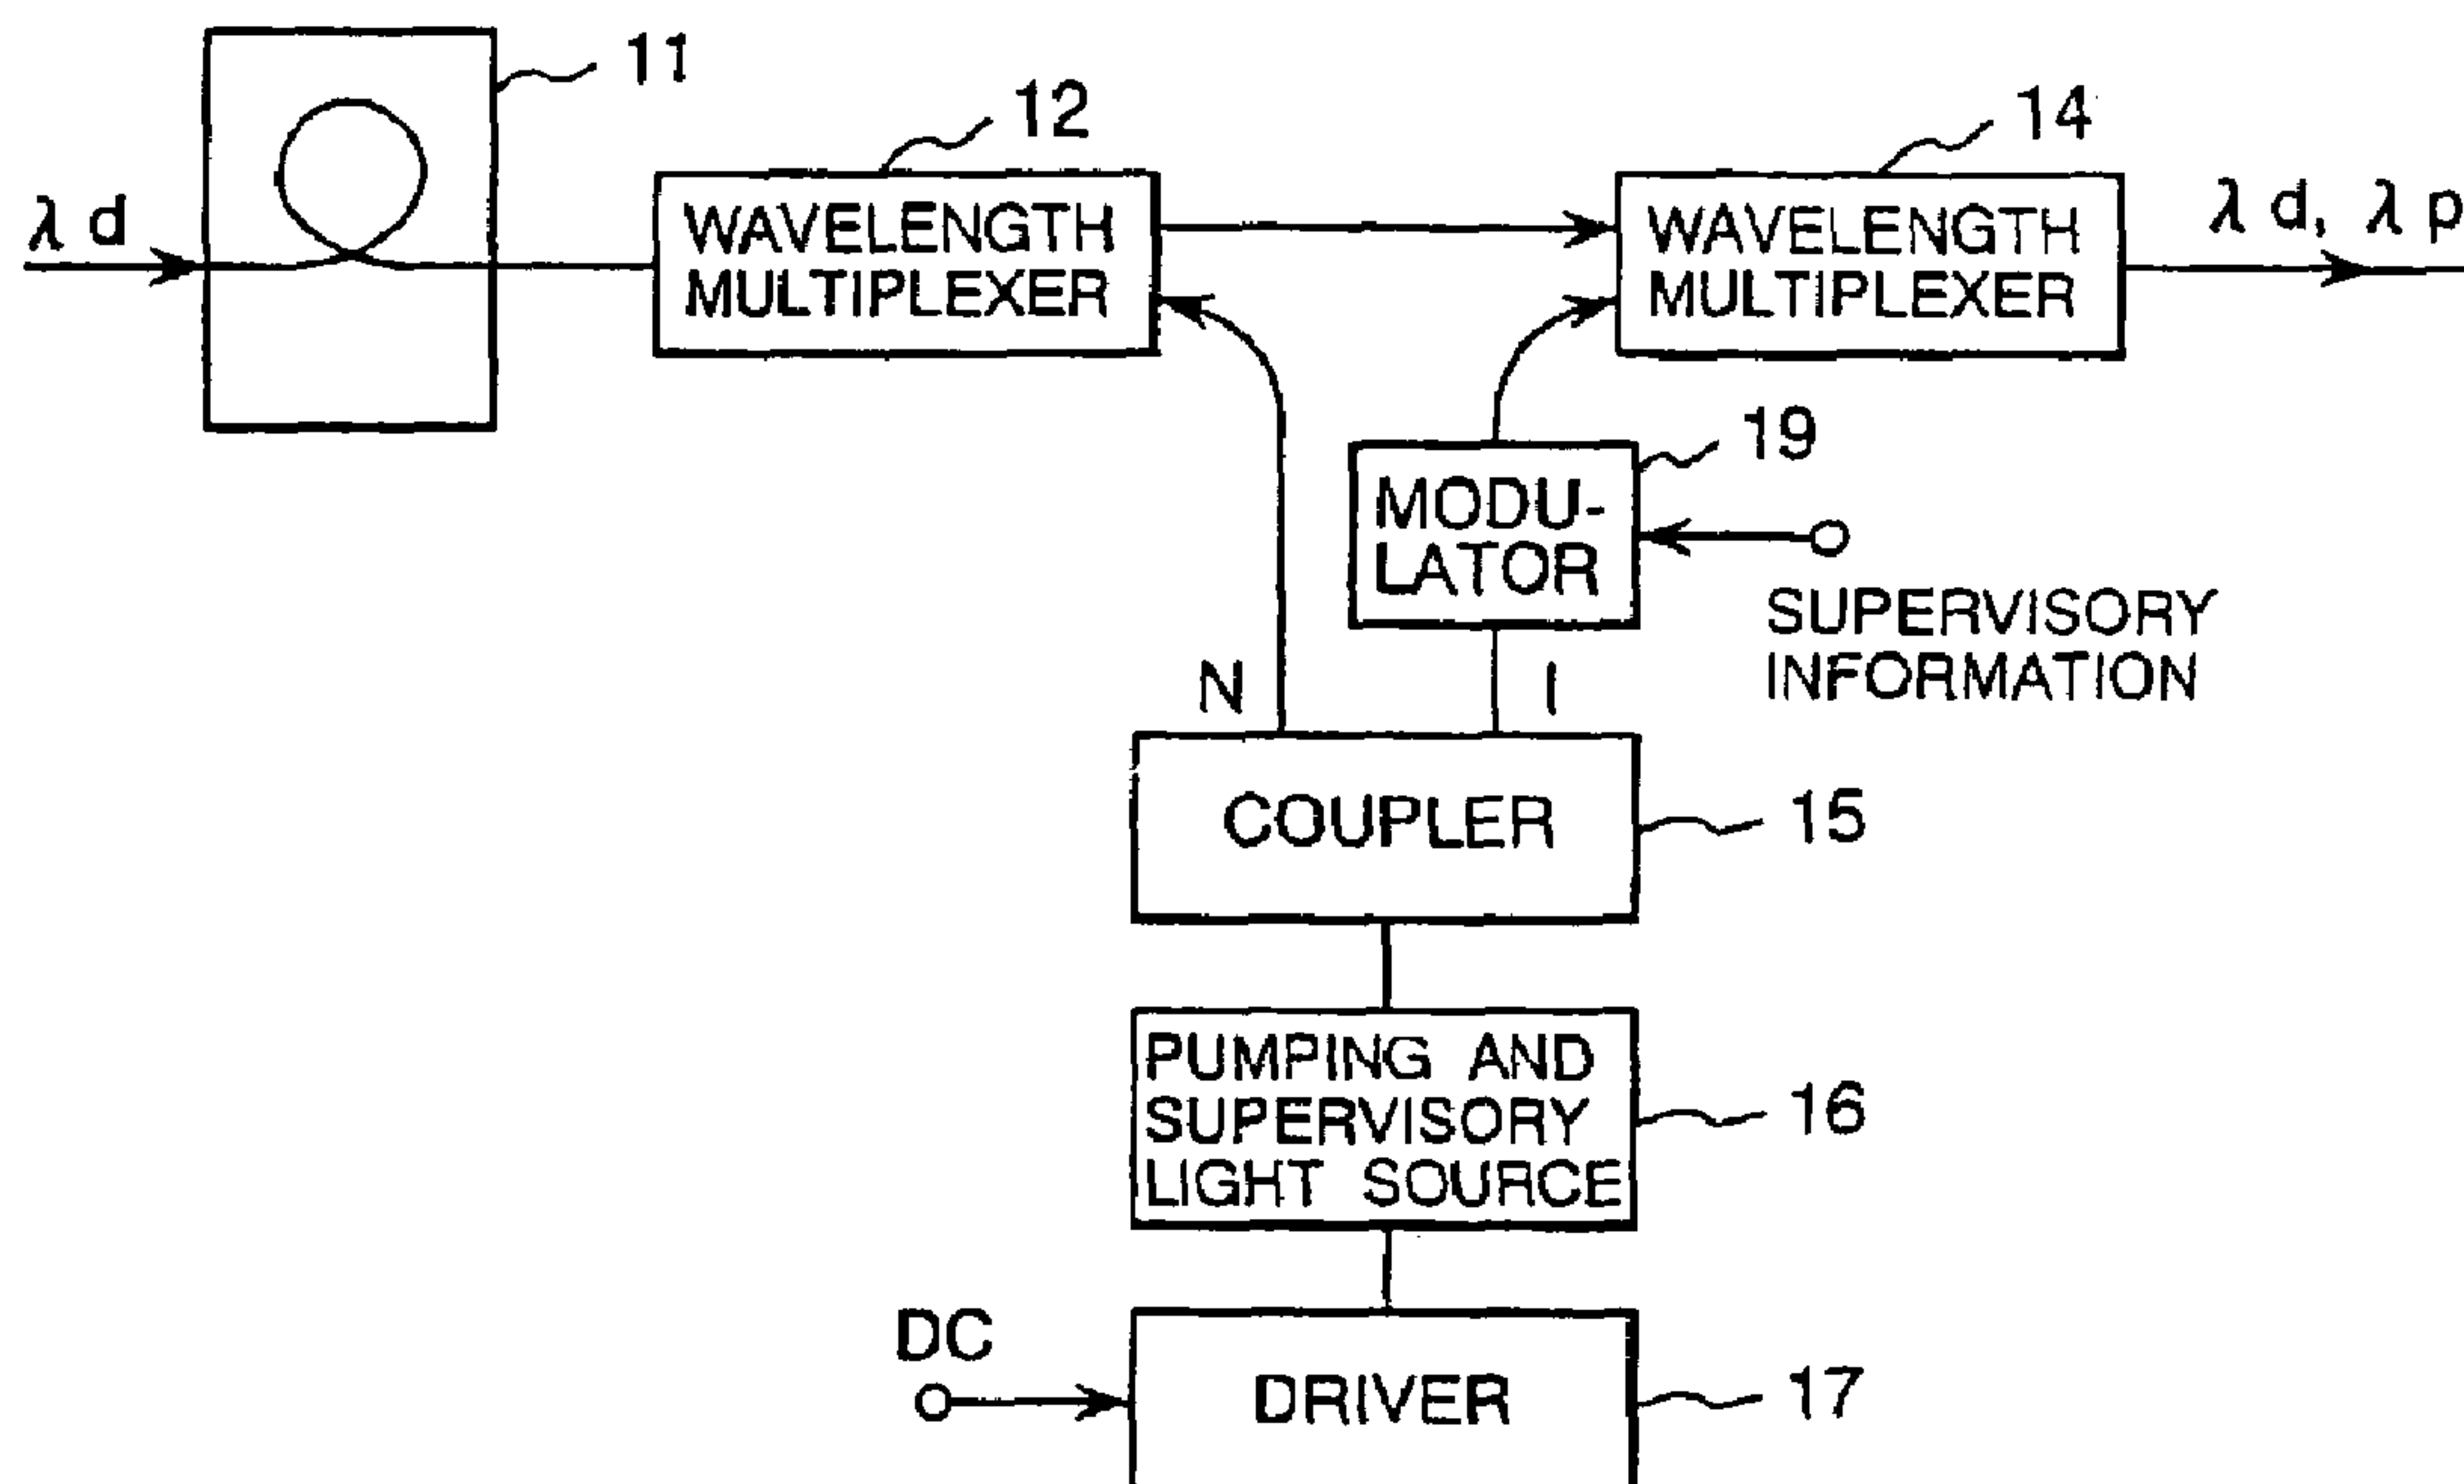 11
12
14
λ d
WAVELENGTH
MULTIPLEXER
WAVELENGTH
MULTIPLEXER
λ d, λ p
19
MODU-
LATOR
SUPERVISORY
INFORMATION
N
I
COUPLER
15
PUMPING AND
SUPERVISORY
LIGHT SOURCE
16
DC
DRIVER
17